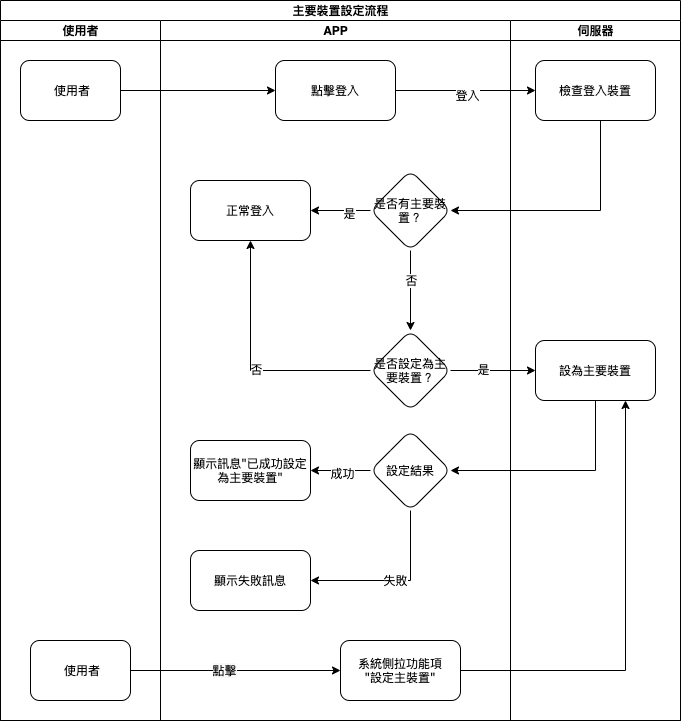 主要裝置設定流程
使用者
APP
伺服器
使用者
點擊登入
登入
檢查登入裝置
正常登入
是
是否有主要裝
置？
否
否
是否設定為主
要裝置？
是
設為主要裝置
顯示訊息"已成功設定
為主要裝置"
成功
設定結果
顯示失敗訊息
失敗
使用者
點擊
系統側拉功能項
"設定主裝置"